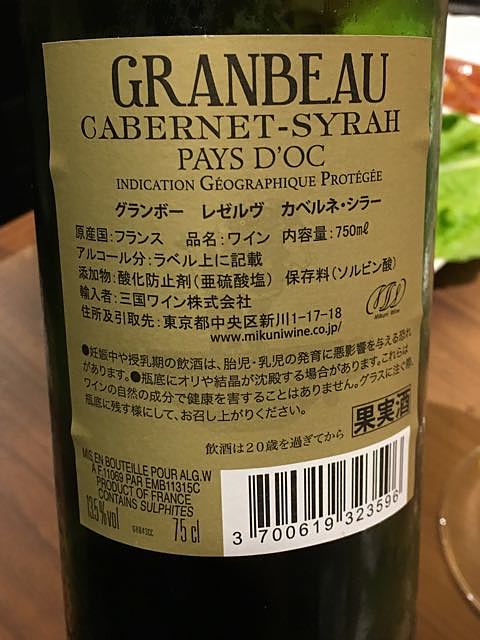 GRANBEAU
CABERNET-SYRAH
PAYS D'OC
INDICATION GÉOGRAPHIQUE PROTÉGÉE
グランボー レゼルヴ カベルネ・シラー
原産国:フランス 品名:ワイン 内容量:750mℓ
アルコール分:ラベル上に記載
添加物:酸化防止剤(亜硫酸塩) 保存料(ソルビン酸)
輸入者:三国ワイン株式会社
住所及引取先:東京都中央区新川1-17-18
www.mikuniwine.co.jp/
Mikuni Wine
●妊娠中や授乳期の飲酒は、胎児・乳児の発育に悪影響を与える恐れ
があります。●瓶底にオリや結晶が沈殿する場合があります。これらは
ワインの自然の成分で健康を害することはありません。グラスに注ぐ際、
瓶底に残す様にして、お召し上がりください。
果実酒
飲酒は20歳を過ぎてから
MIS EN BOUTEILLE POUR ALG.W
A F.11069 PAR EMB11315C
PRODUCT OF FRANCE
CONTAINS SULPHITES
13.5%vol 75 cl
3 700619 323596